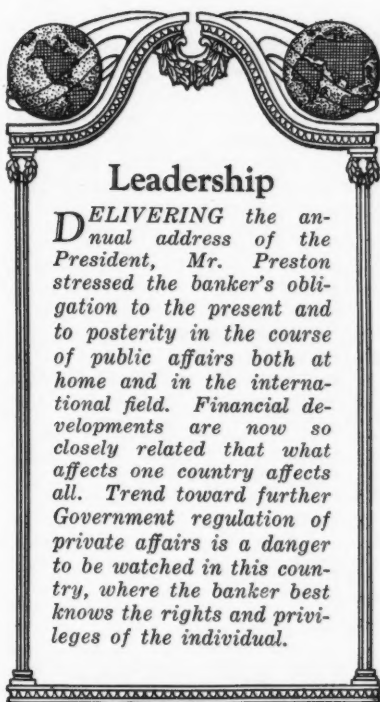 Leadership
DELIVERING the an-
nual address of the
President, Mr. Preston
stressed the banker's obli-
gation to the present and
to posterity in the course
of public affairs both at
home and in the interna-
tional field. Financial de-
velopments are now so
closely related that what
affects one country affects
all. Trend toward further
Government regulation of
private affairs is a danger
to be watched in this coun-
try, where the banker best
knows the rights and privi-
leges of the individual.